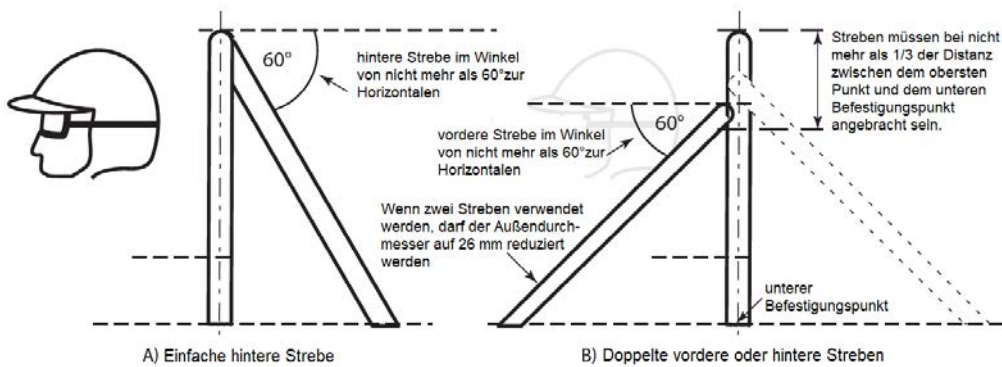 60°
hintere Strebe im Winkel
von nicht mehr als 60°zur
Horizontalen
A) Einfache hintere Strebe
Streben müssen bei nicht
mehr als 1/3 der Distanz
zwischen dem obersten
Punkt und dem unteren
Befestigungspunkt
angebracht sein.
60°
vordere Strebe im Winkel
von nicht mehr als 60°zur
Horizontalen
Wenn zwei Streben verwendet
werden, darf der Außendurch-
messer auf 26 mm reduziert
werden
unterer
Befestigungspunkt
B) Doppelte vordere oder hintere Streben